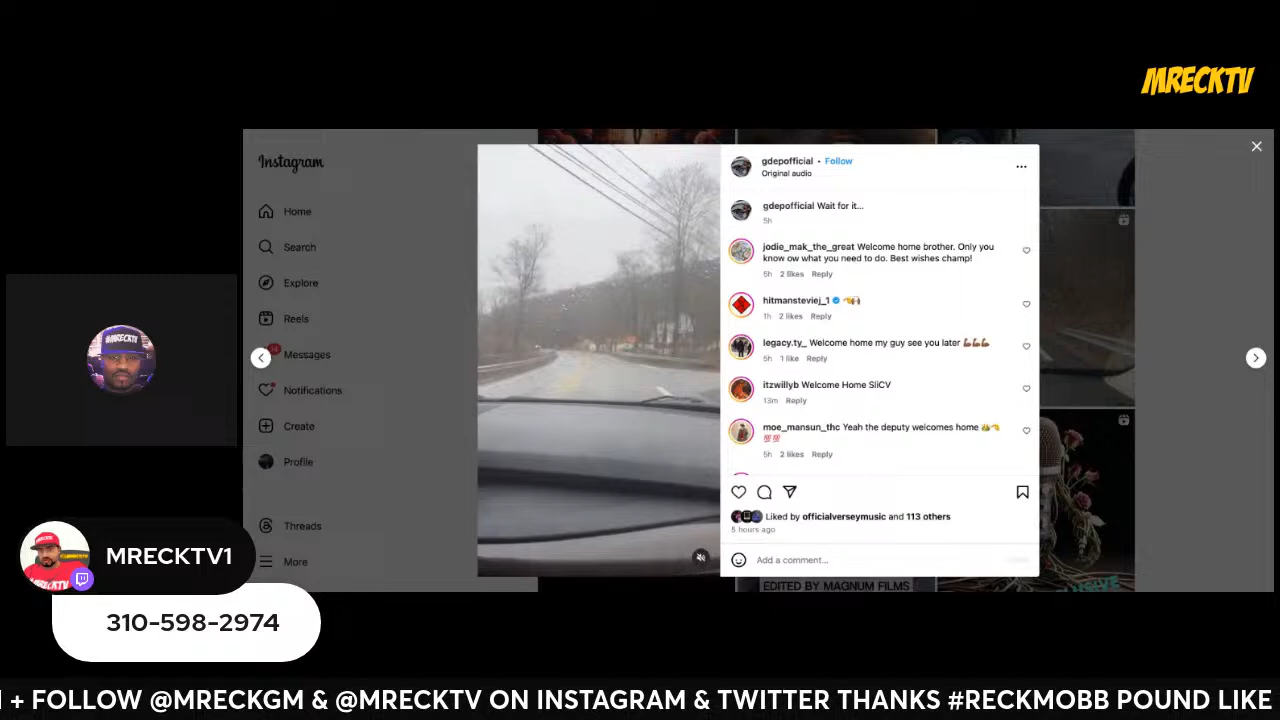 MRECKTV
Instagram
Home
Search
Explore
Reels
Messages
Notifications
Create
Profile
Threads
More
gdepofficial • Follow
Original audio
gdepofficial Wait for it...
5h
jodie_mak_the_great Welcome home brother. Only you
know ow what you need to do. Best wishes champ!
5h 2 likes Reply
hitmansteviej_1
1h 2 likes Reply
legacy.ty_ Welcome home my guy see you later 💪🏾💪🏾💪🏾
5h 1 like Reply
itzwillyb Welcome Home SliCV
13m Reply
moe_mansun_thc Yeah the deputy welcomes home
💯💯
5h 2 likes Reply
Liked by officialverseymusic and 113 others
5 hours ago
Add a comment...
EDITED BY MAGNUM FILMS
#MRECKTV
MRECKTV1
310-598-2974
+ FOLLOW @MRECKGM & @MRECKTV ON INSTAGRAM & TWITTER THANKS #RECKMOBB POUND LIKE